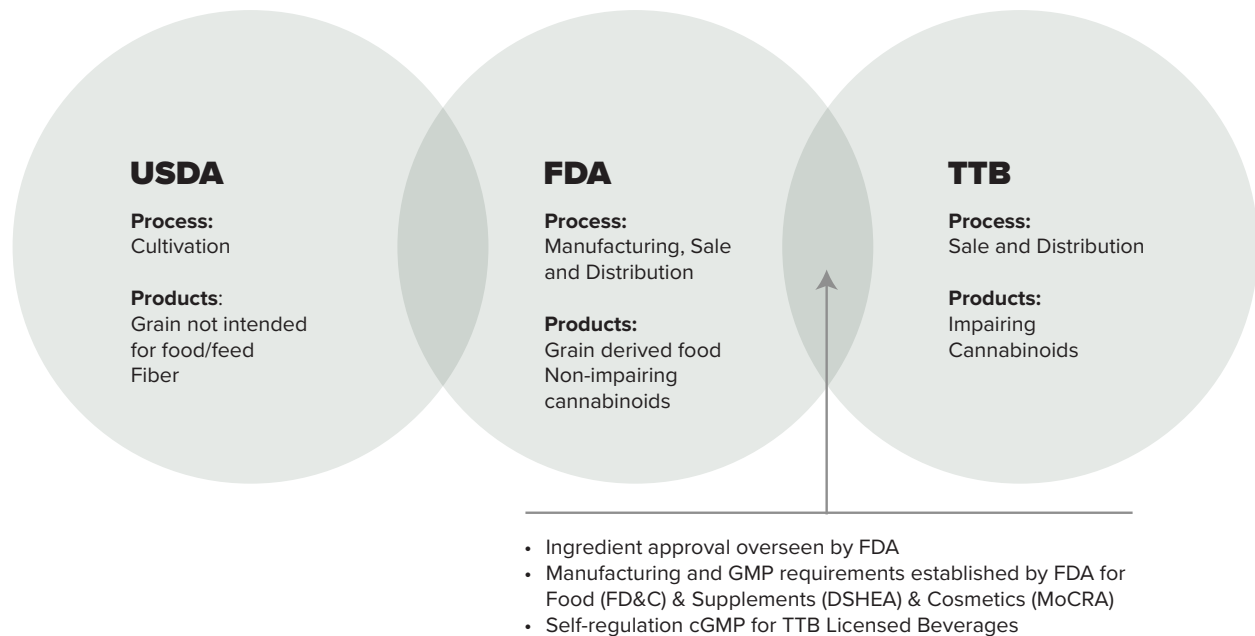 USDA
Process:
Cultivation
Products:
Grain not intended
for food/feed
Fiber
FDA
Process:
Manufacturing, Sale
and Distribution
Products:
Grain derived food
Non-impairing
cannabinoids
TTB
Process:
Sale and Distribution
Products:
Impairing
Cannabinoids
• Ingredient approval overseen by FDA
• Manufacturing and GMP requirements established by FDA for
Food (FD&C) & Supplements (DSHEA) & Cosmetics (MoCRA)
• Self-regulation cGMP for TTB Licensed Beverages